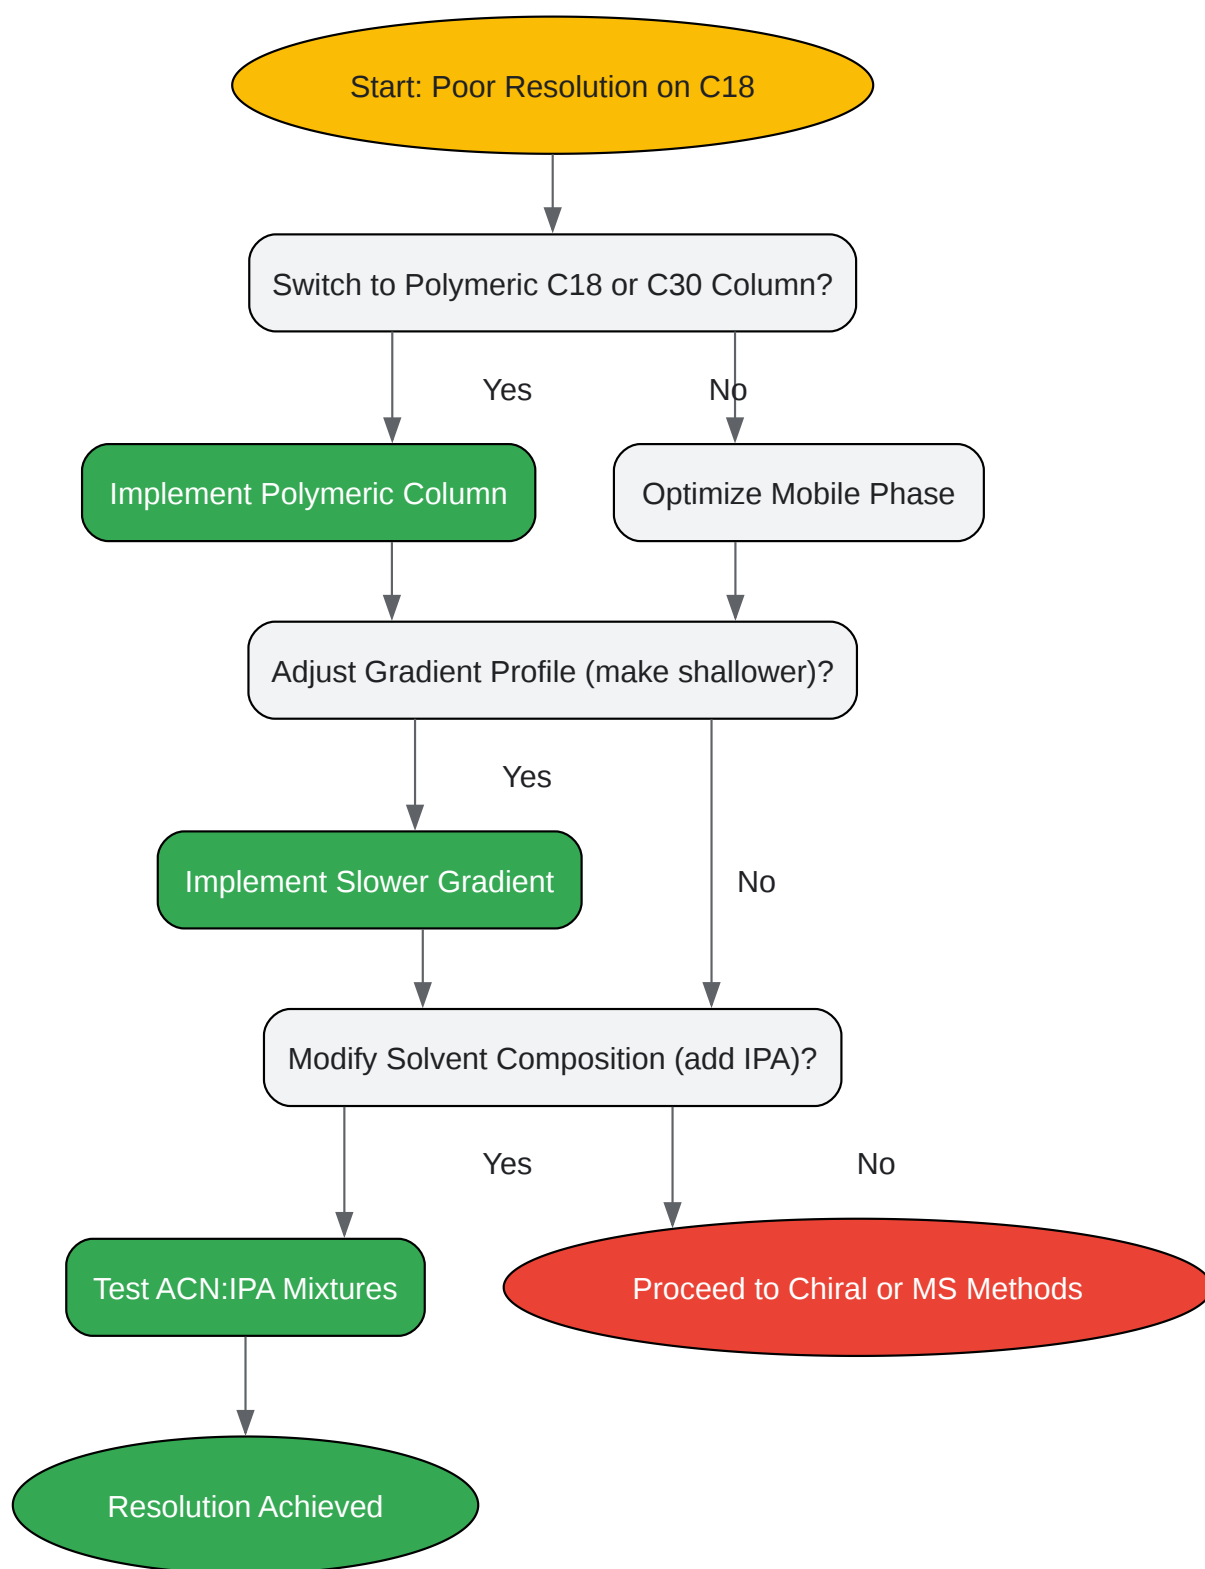 Start: Poor Resolution on C18
Switch to Polymeric C18 or C30 Column?
Yes
No
Implement Polymeric Column
Optimize Mobile Phase
Adjust Gradient Profile (make shallower)?
Yes
Implement Slower Gradient
No
Modify Solvent Composition (add IPA)?
Yes
No
Test ACN:IPA Mixtures
Proceed to Chiral or MS Methods
Resolution Achieved